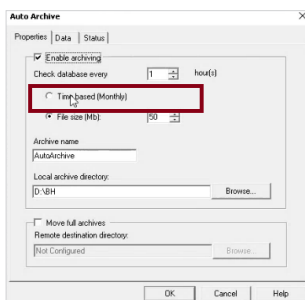 Auto Archive
Properties Data Status
Enable archiving
Check database every 1 hour(s)
Time based (Monthly)
File size (Mb): 50
Archive name
AutoArchive
Local archive directory:
D:\BH Browse...
Move full archives
Remote destination directory:
Not Configured Browse...
OK Cancel Help